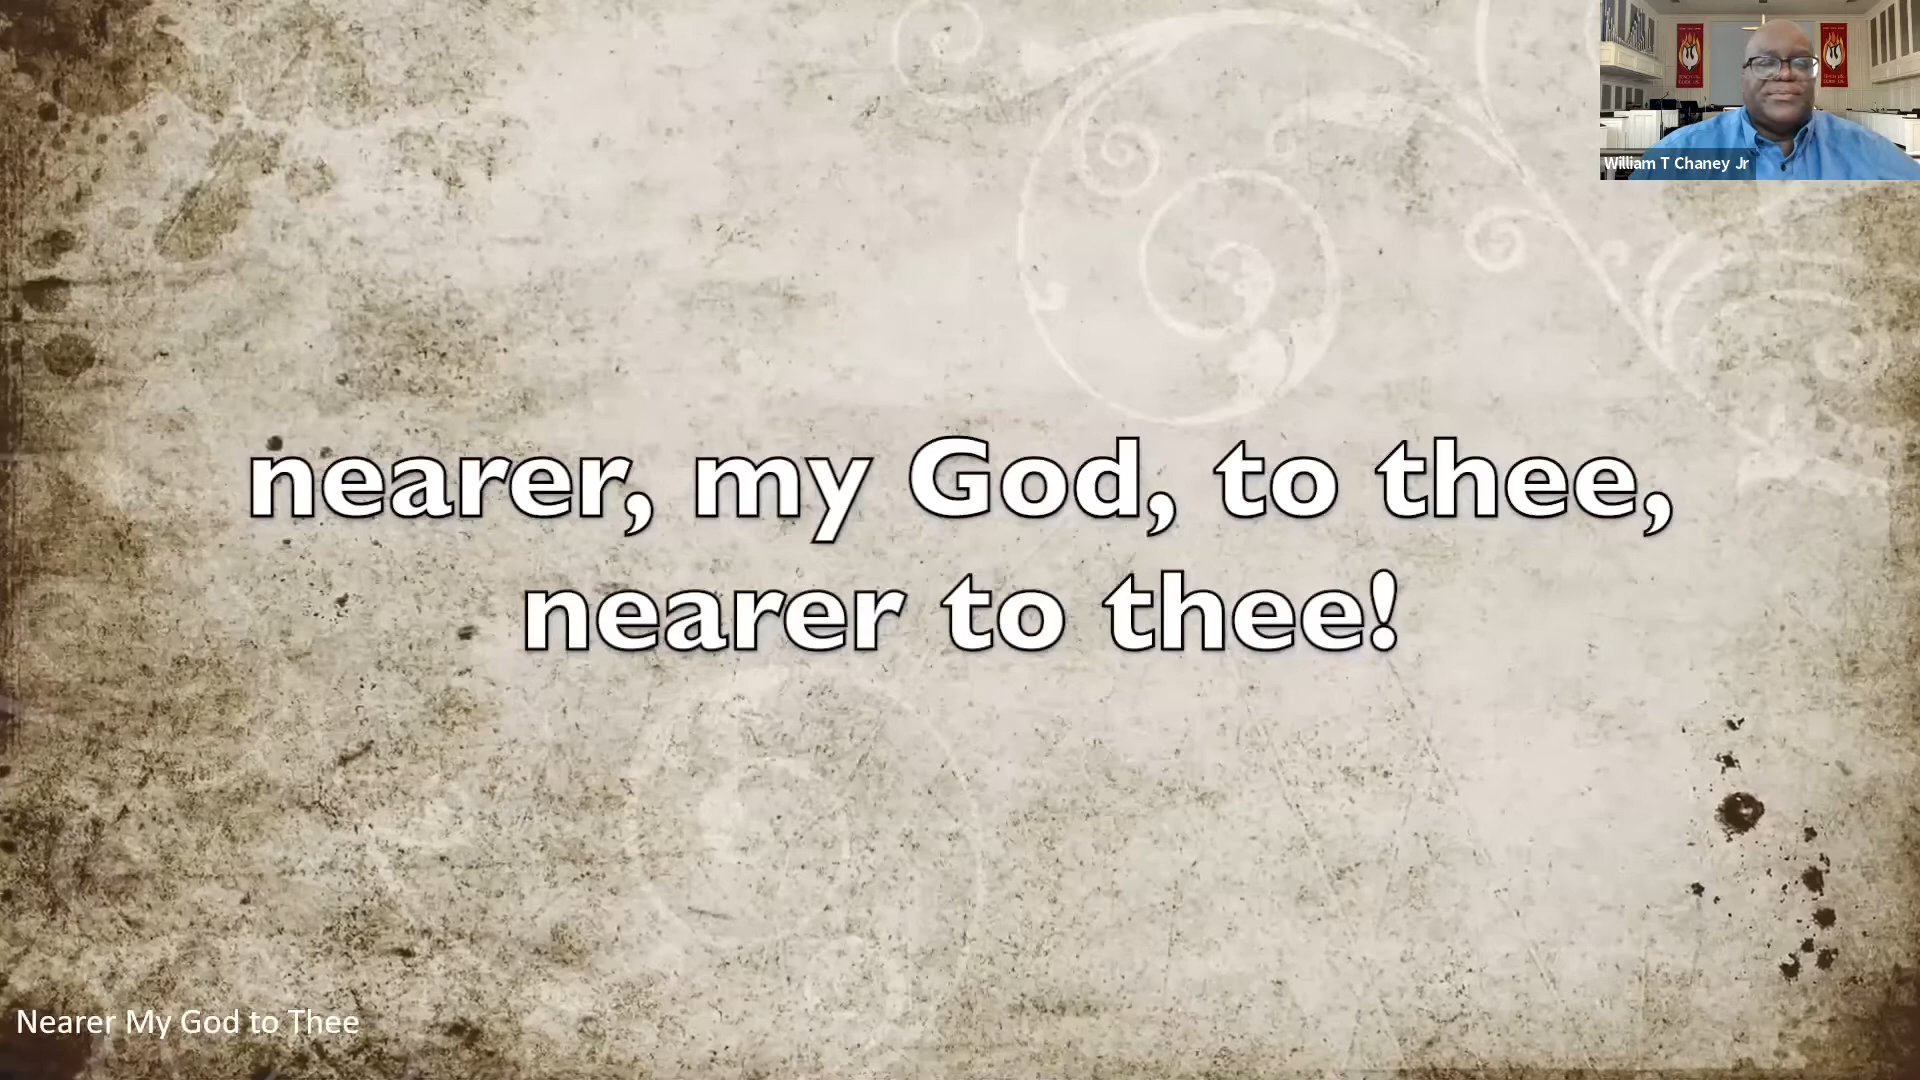 William T Chaney Jr
nearer, my God, to thee,
nearer to thee!
Nearer My God to Thee